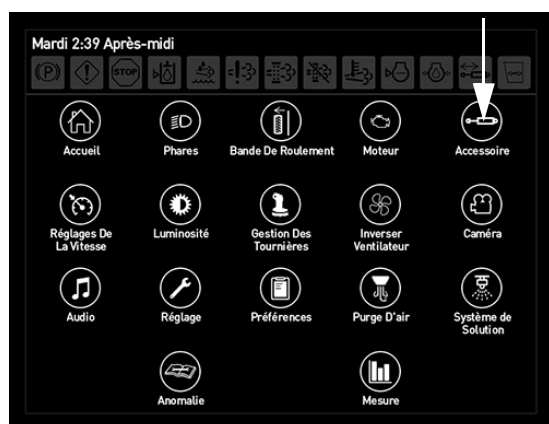 Mardi 2:39 Après-midi
(P) STOP
Accueil Phares Bande De Roulement Moteur Accessoire
Réglages De La Vitesse Luminosité Gestion Des Tournières Inverser Ventilateur Caméra
Audio Réglage Préférences Purge D'air Système de Solution
Anomalie Mesure